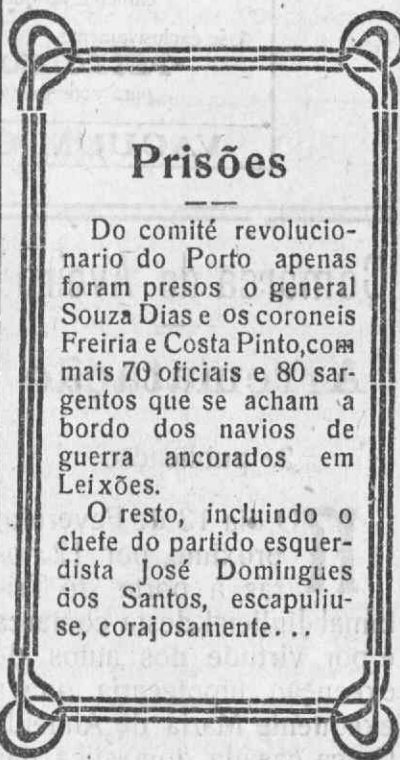 Prisões
Do comité revolucio-
nario do Porto apenas
foram presos o general
Souza Dias e os coroneis
Freiria e Costa Pinto,com
mais 70 oficiais e 80 sar-
gentos que se acham a
bordo dos navios de
guerra ancorados em
Leixões.
O resto, incluindo o
chefe do partido esquer-
dista José Domingues
dos Santos, escapuliu-
se, corajosamente...